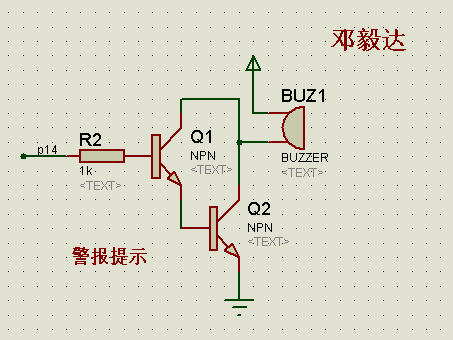 邓毅达
BUZ1
p14
R2
Q1
NPN
<TEXT>
BUZZER
<TEXT>
1k
<TEXT>
Q2
NPN
<TEXT>
警报提示